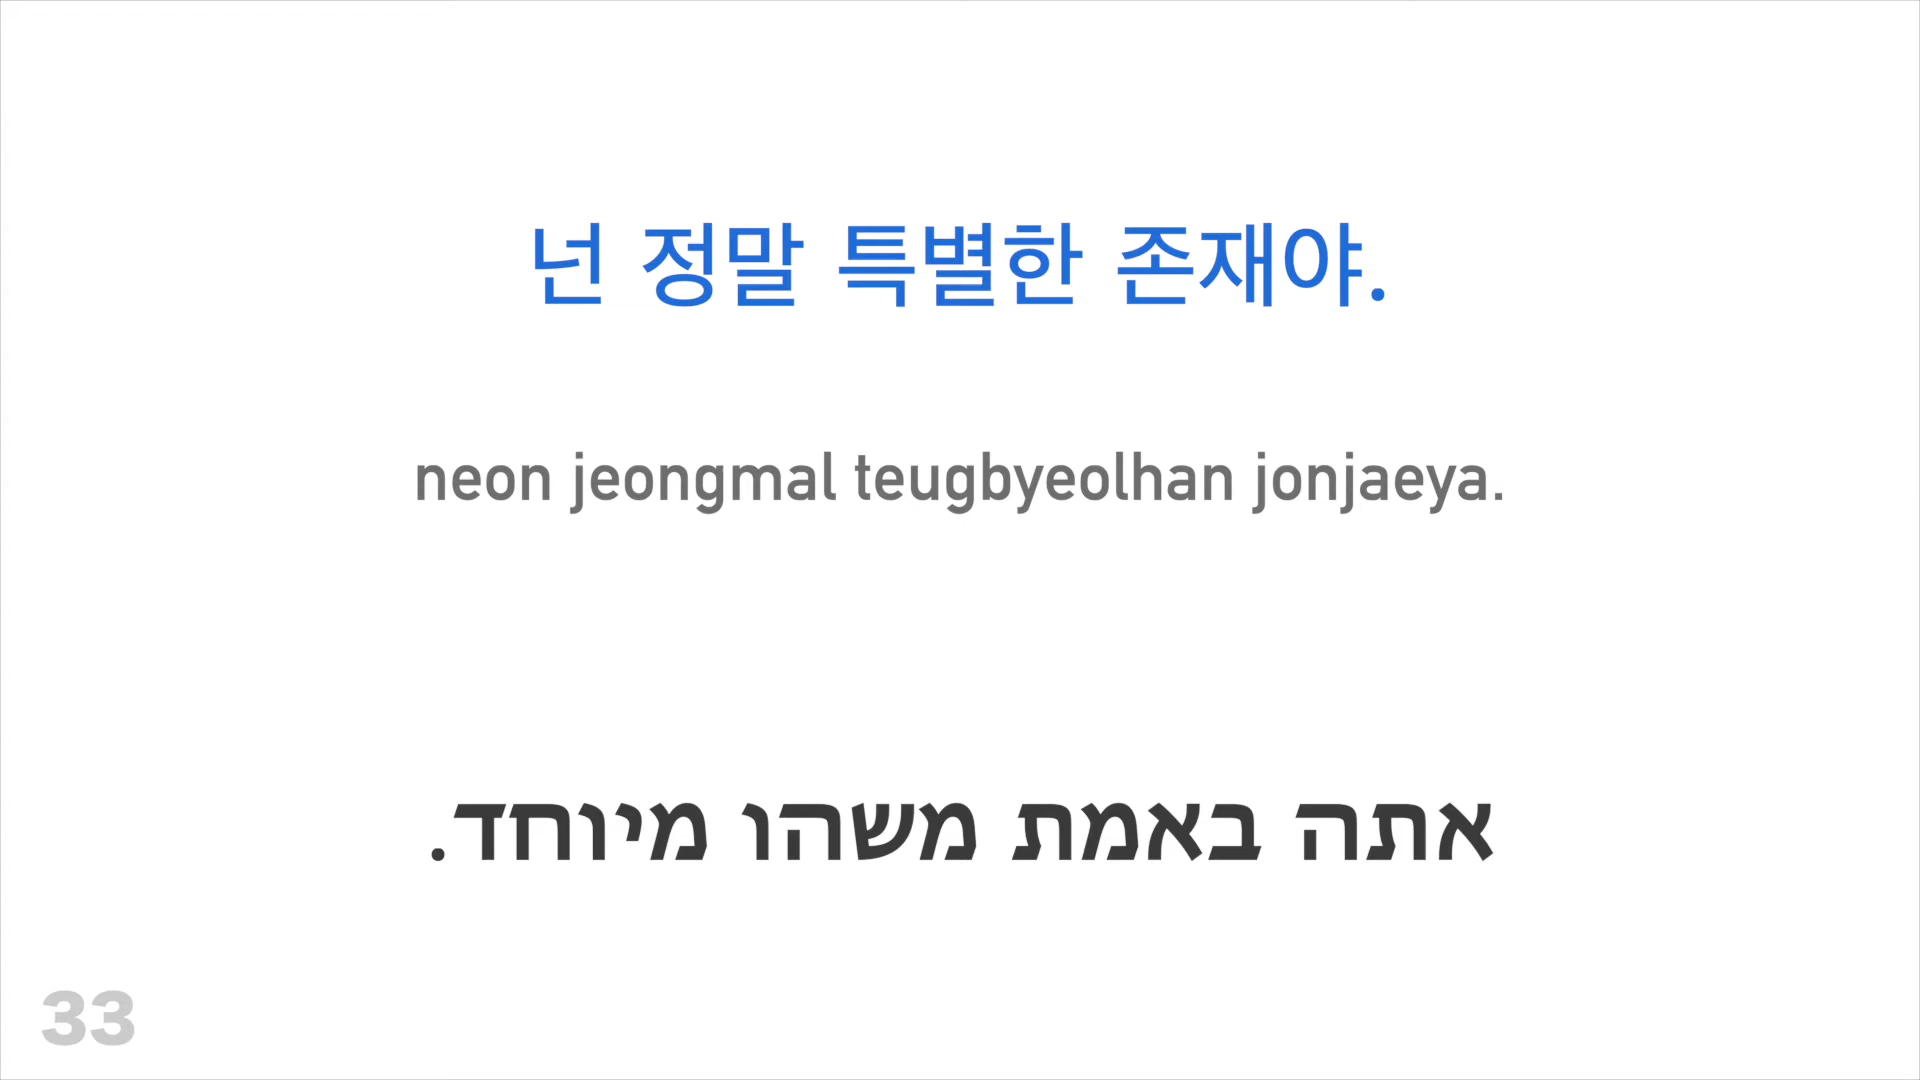 넌 정말 특별한 존재야.
neon jeongmal teugbyeolhan jonjaeya.
אתה באמת משהו מיוחד.
33